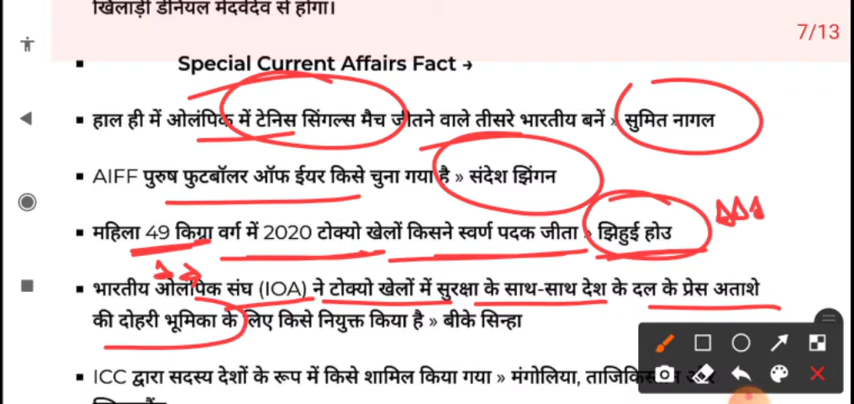 खिलाड़ी डेनियल मेदवेदेव से होगा।
7/13
▪ Special Current Affairs Fact →
▪ हाल ही में ओलंपिक में टेनिस सिंगल्स मैच जीतने वाले तीसरे भारतीय बनें » सुमित नागल
▪ AIFF पुरुष फुटबॉलर ऑफ ईयर किसे चुना गया है » संदेश झिंगन
▪ महिला 49 किग्रा वर्ग में 2020 टोक्यो खेलों किसने स्वर्ण पदक जीता » झिहुई होउ
▪ भारतीय ओलंपिक संघ (IOA) ने टोक्यो खेलों में सुरक्षा के साथ-साथ देश के दल के प्रेस अताशे
की दोहरी भूमिका के लिए किसे नियुक्त किया है » बीके सिन्हा
▪ ICC द्वारा सदस्य देशों के रूप में किसे शामिल किया गया » मंगोलिया,